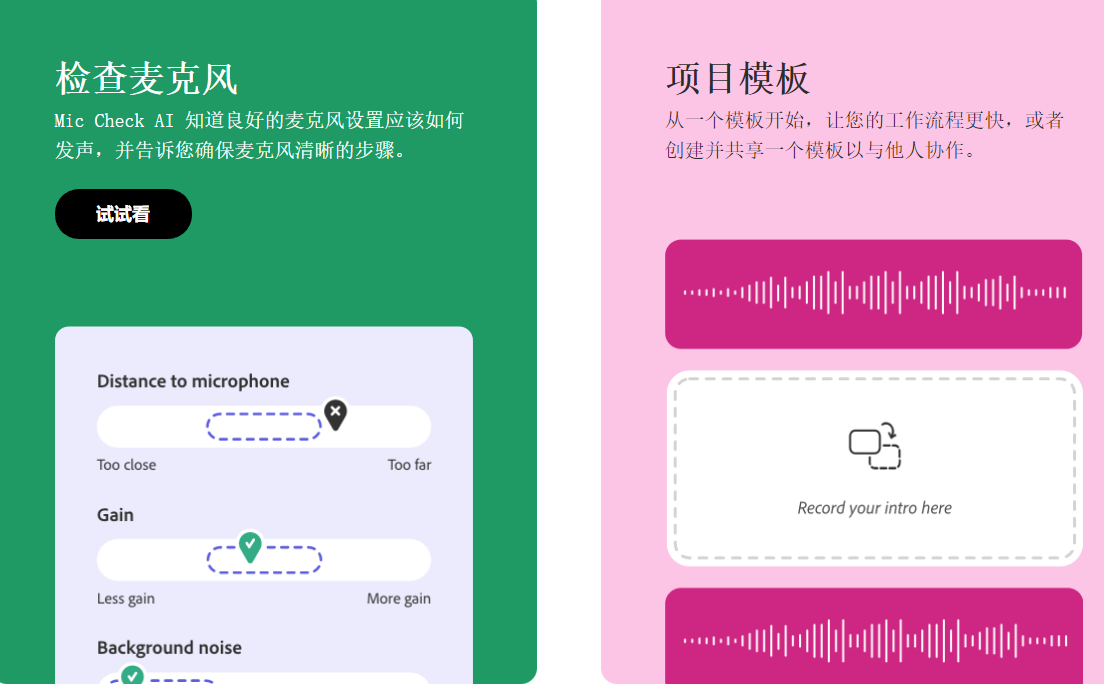 检查麦克风
Mic Check AI 知道良好的麦克风设置应该如何
发声，并告诉您确保麦克风清晰的步骤。
试试看
Distance to microphone
Too close
Too far
Gain
Less gain
More gain
Background noise
项目模板
从一个模板开始，让您的工作流程更快，或者
创建并共享一个模板以与他人协作。
Record your intro here